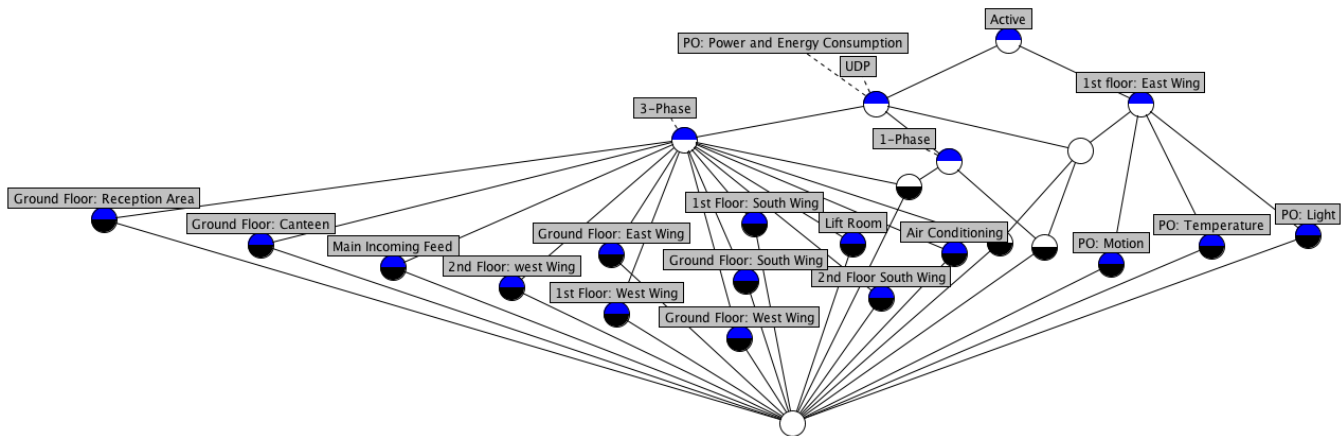 Active
PO: Power and Energy Consumption
UDP
1st floor: East Wing
3-Phase
1-Phase
Ground Floor: Reception Area
1st Floor: South Wing
PO: Light
Ground Floor: Canteen
Lift Room
PO: Temperature
Ground Floor: East Wing
Air Conditioning
Main Incoming Feed
PO: Motion
2nd Floor: west Wing
Ground Floor: South Wing
2nd Floor South Wing
1st Floor: West Wing
Ground Floor: West Wing